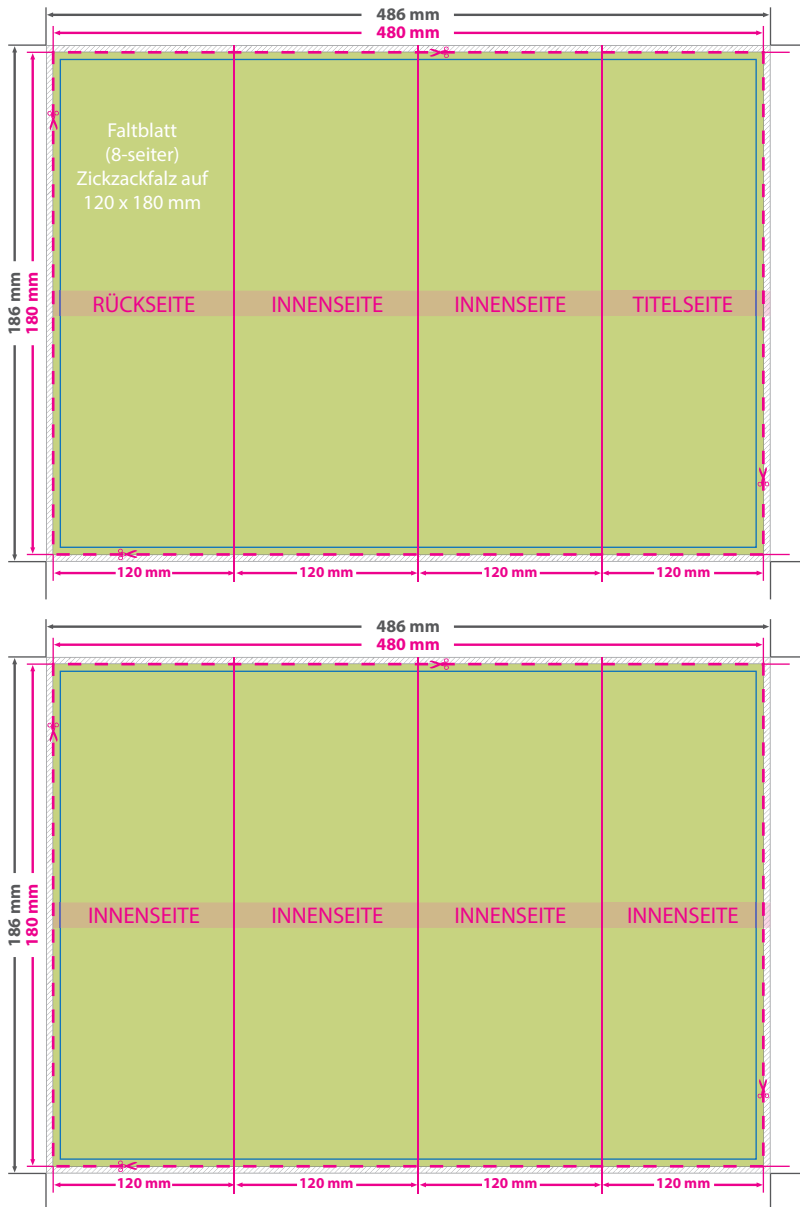 486 mm
480 mm
Faltblatt
(8-seiter)
Zickzackfalz auf
120 x 180 mm
186 mm
180 mm
RÜCKSEITE
INNENSEITE
INNENSEITE
TITELSEITE
120 mm
120 mm
120 mm
120 mm
486 mm
480 mm
186 mm
180 mm
INNENSEITE
INNENSEITE
INNENSEITE
INNENSEITE
120 mm
120 mm
120 mm
120 mm